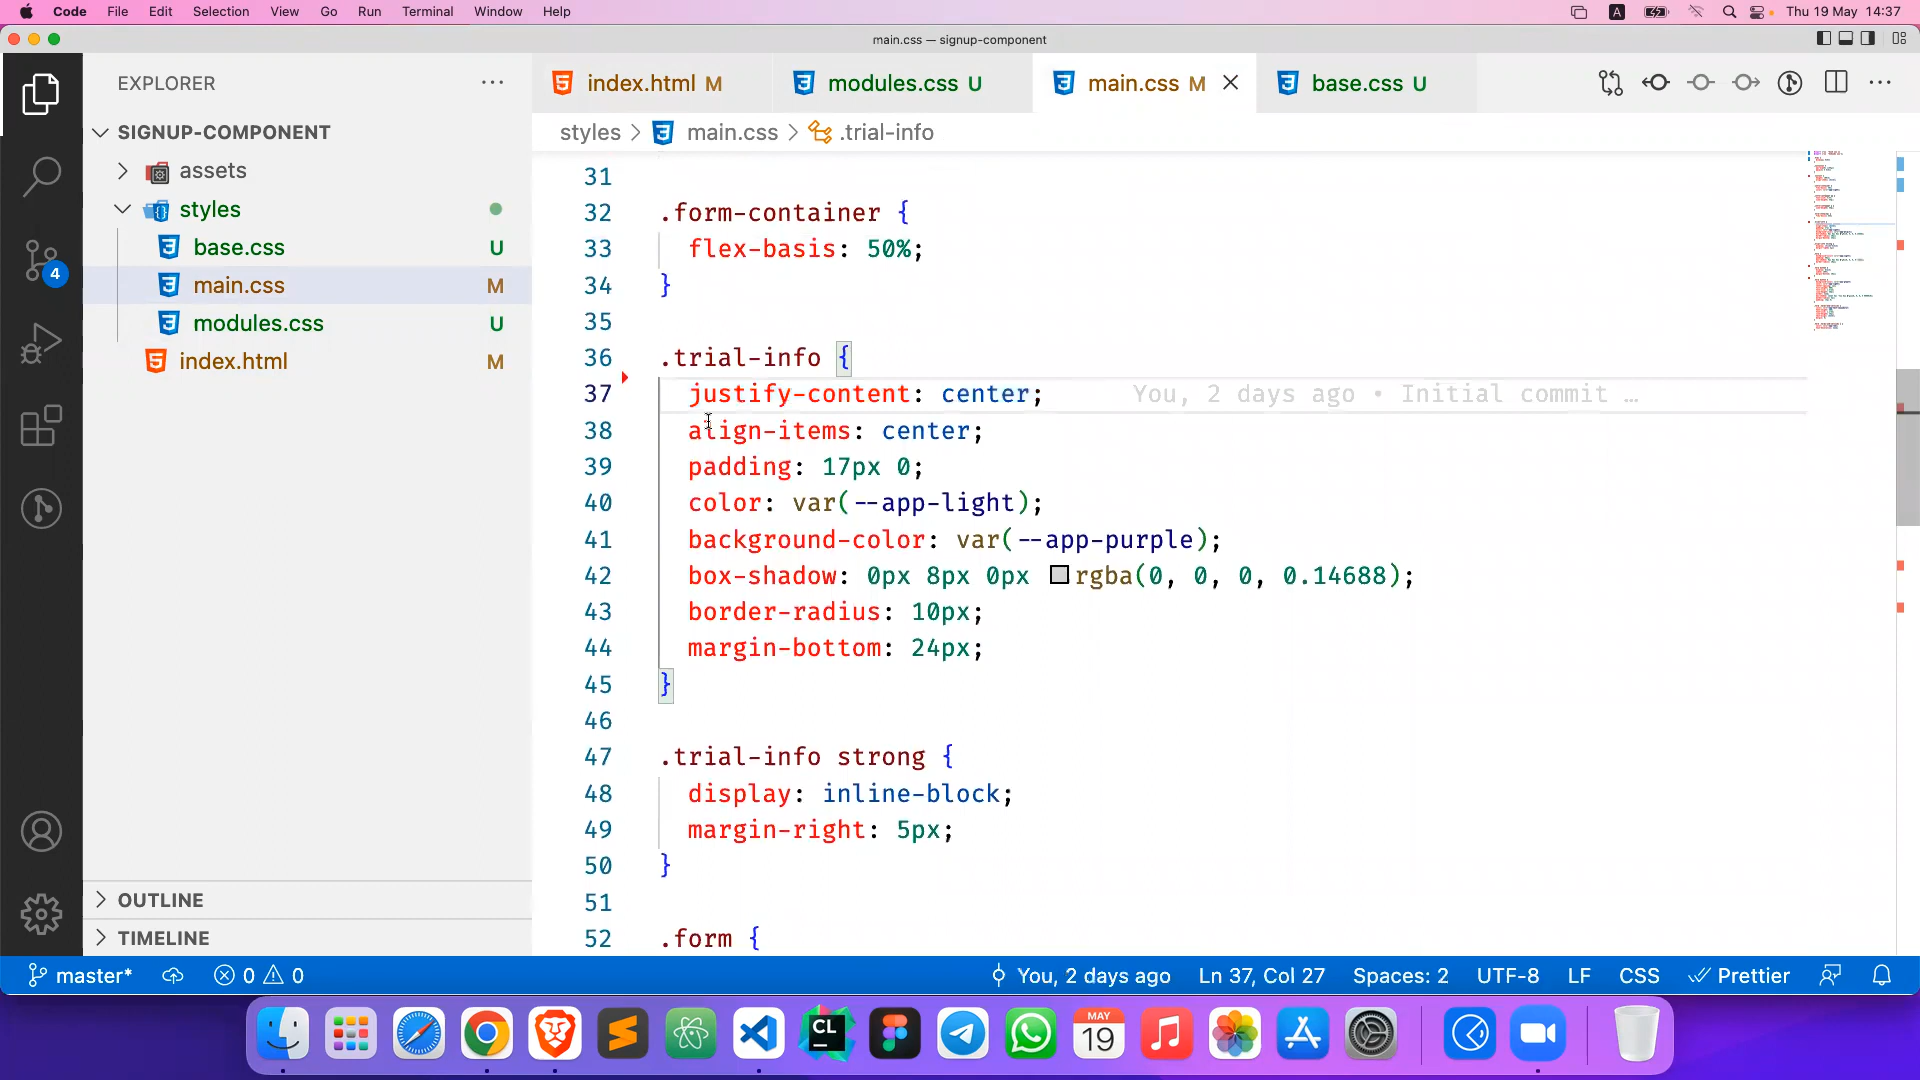 Code File Edit Selection View Go Run Terminal Window Help A Thu 19 May 14:37
main.css — signup-component
EXPLORER
index.html M
modules.css U
main.css M
base.css U
SIGNUP-COMPONENT
styles > main.css > .trial-info
assets
styles
base.css U
main.css M
modules.css U
index.html M
4
31
32 .form-container {
33 flex-basis: 50%;
34 }
35
36 .trial-info {
37 justify-content: center; You, 2 days ago • Initial commit …
38 align-items: center;
39 padding: 17px 0;
40 color: var(--app-light);
41 background-color: var(--app-purple);
42 box-shadow: 0px 8px 0px rgba(0, 0, 0, 0.14688);
43 border-radius: 10px;
44 margin-bottom: 24px;
45 }
46
47 .trial-info strong {
48 display: inline-block;
49 margin-right: 5px;
50 }
51
52 .form {
OUTLINE
TIMELINE
master* 0 0 You, 2 days ago Ln 37, Col 27 Spaces: 2 UTF-8 LF CSS Prettier
CL
MAY
19